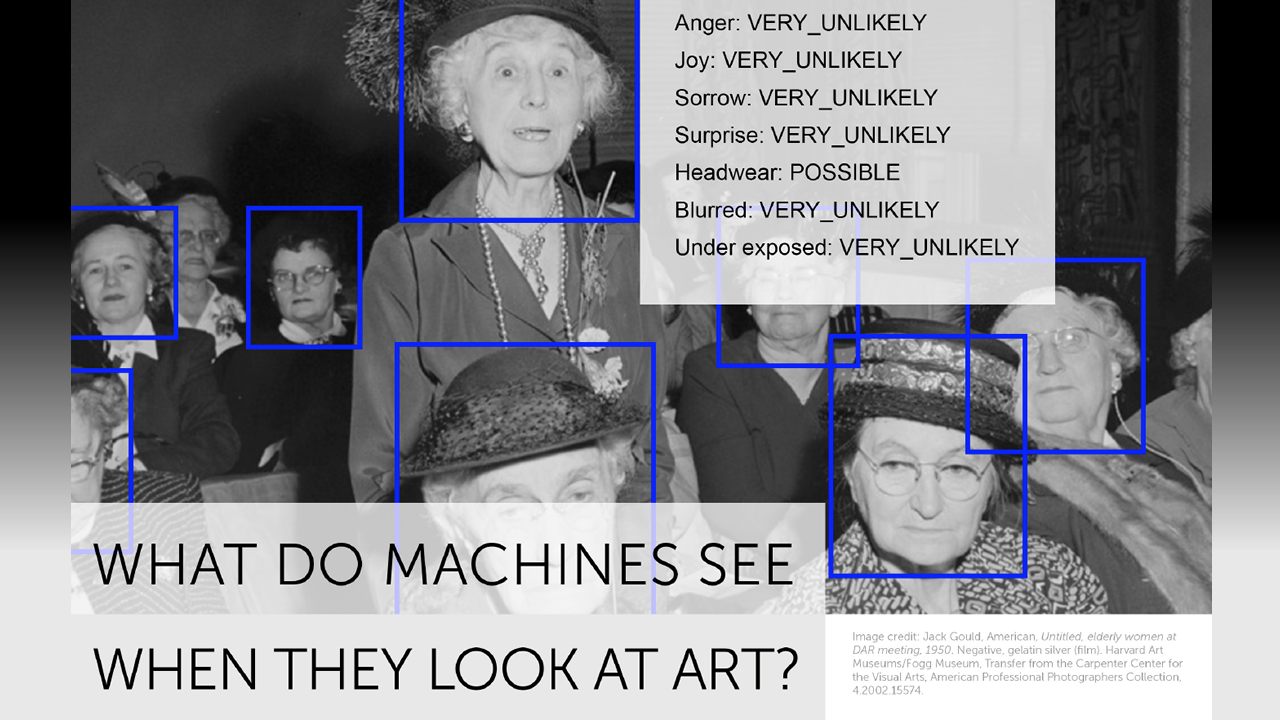 Anger: VERY_UNLIKELY
Joy: VERY_UNLIKELY
Sorrow: VERY_UNLIKELY
Surprise: VERY_UNLIKELY
Headwear: POSSIBLE
Blurred: VERY_UNLIKELY
Under exposed: VERY_UNLIKELY
WHAT DO MACHINES SEE
WHEN THEY LOOK AT ART?
Image credit: Jack Gould, American, Untitled, elderly women at
DAR meeting, 1950. Negative, gelatin silver (film). Harvard Art
Museums/Fogg Museum, Transfer from the Carpenter Center for
the Visual Arts, American Professional Photographers Collection,
4.2002.15574.